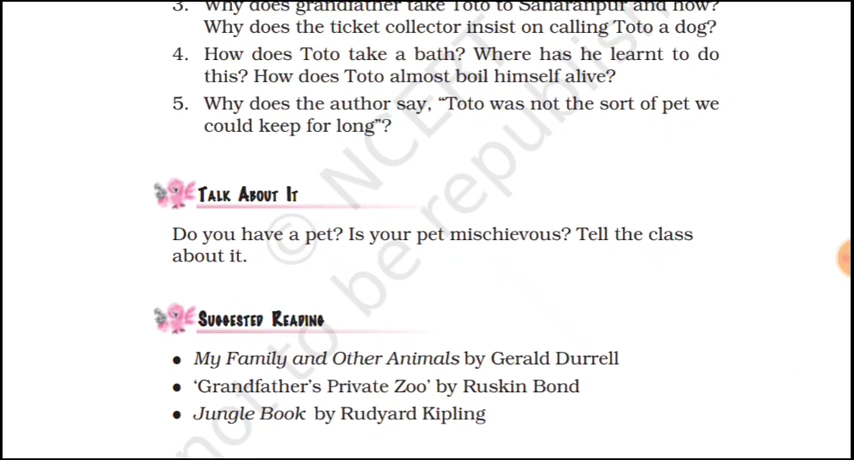 3. Why does grandfather take Toto to Saharanpur and how?
Why does the ticket collector insist on calling Toto a dog?
4. How does Toto take a bath? Where has he learnt to do
this? How does Toto almost boil himself alive?
5. Why does the author say, “Toto was not the sort of pet we
could keep for long”?
TALK ABOUT IT
Do you have a pet? Is your pet mischievous? Tell the class
about it.
SUGGESTED READING
• My Family and Other Animals by Gerald Durrell
• ‘Grandfather’s Private Zoo’ by Ruskin Bond
• Jungle Book by Rudyard Kipling
© NCERT
not to be republish